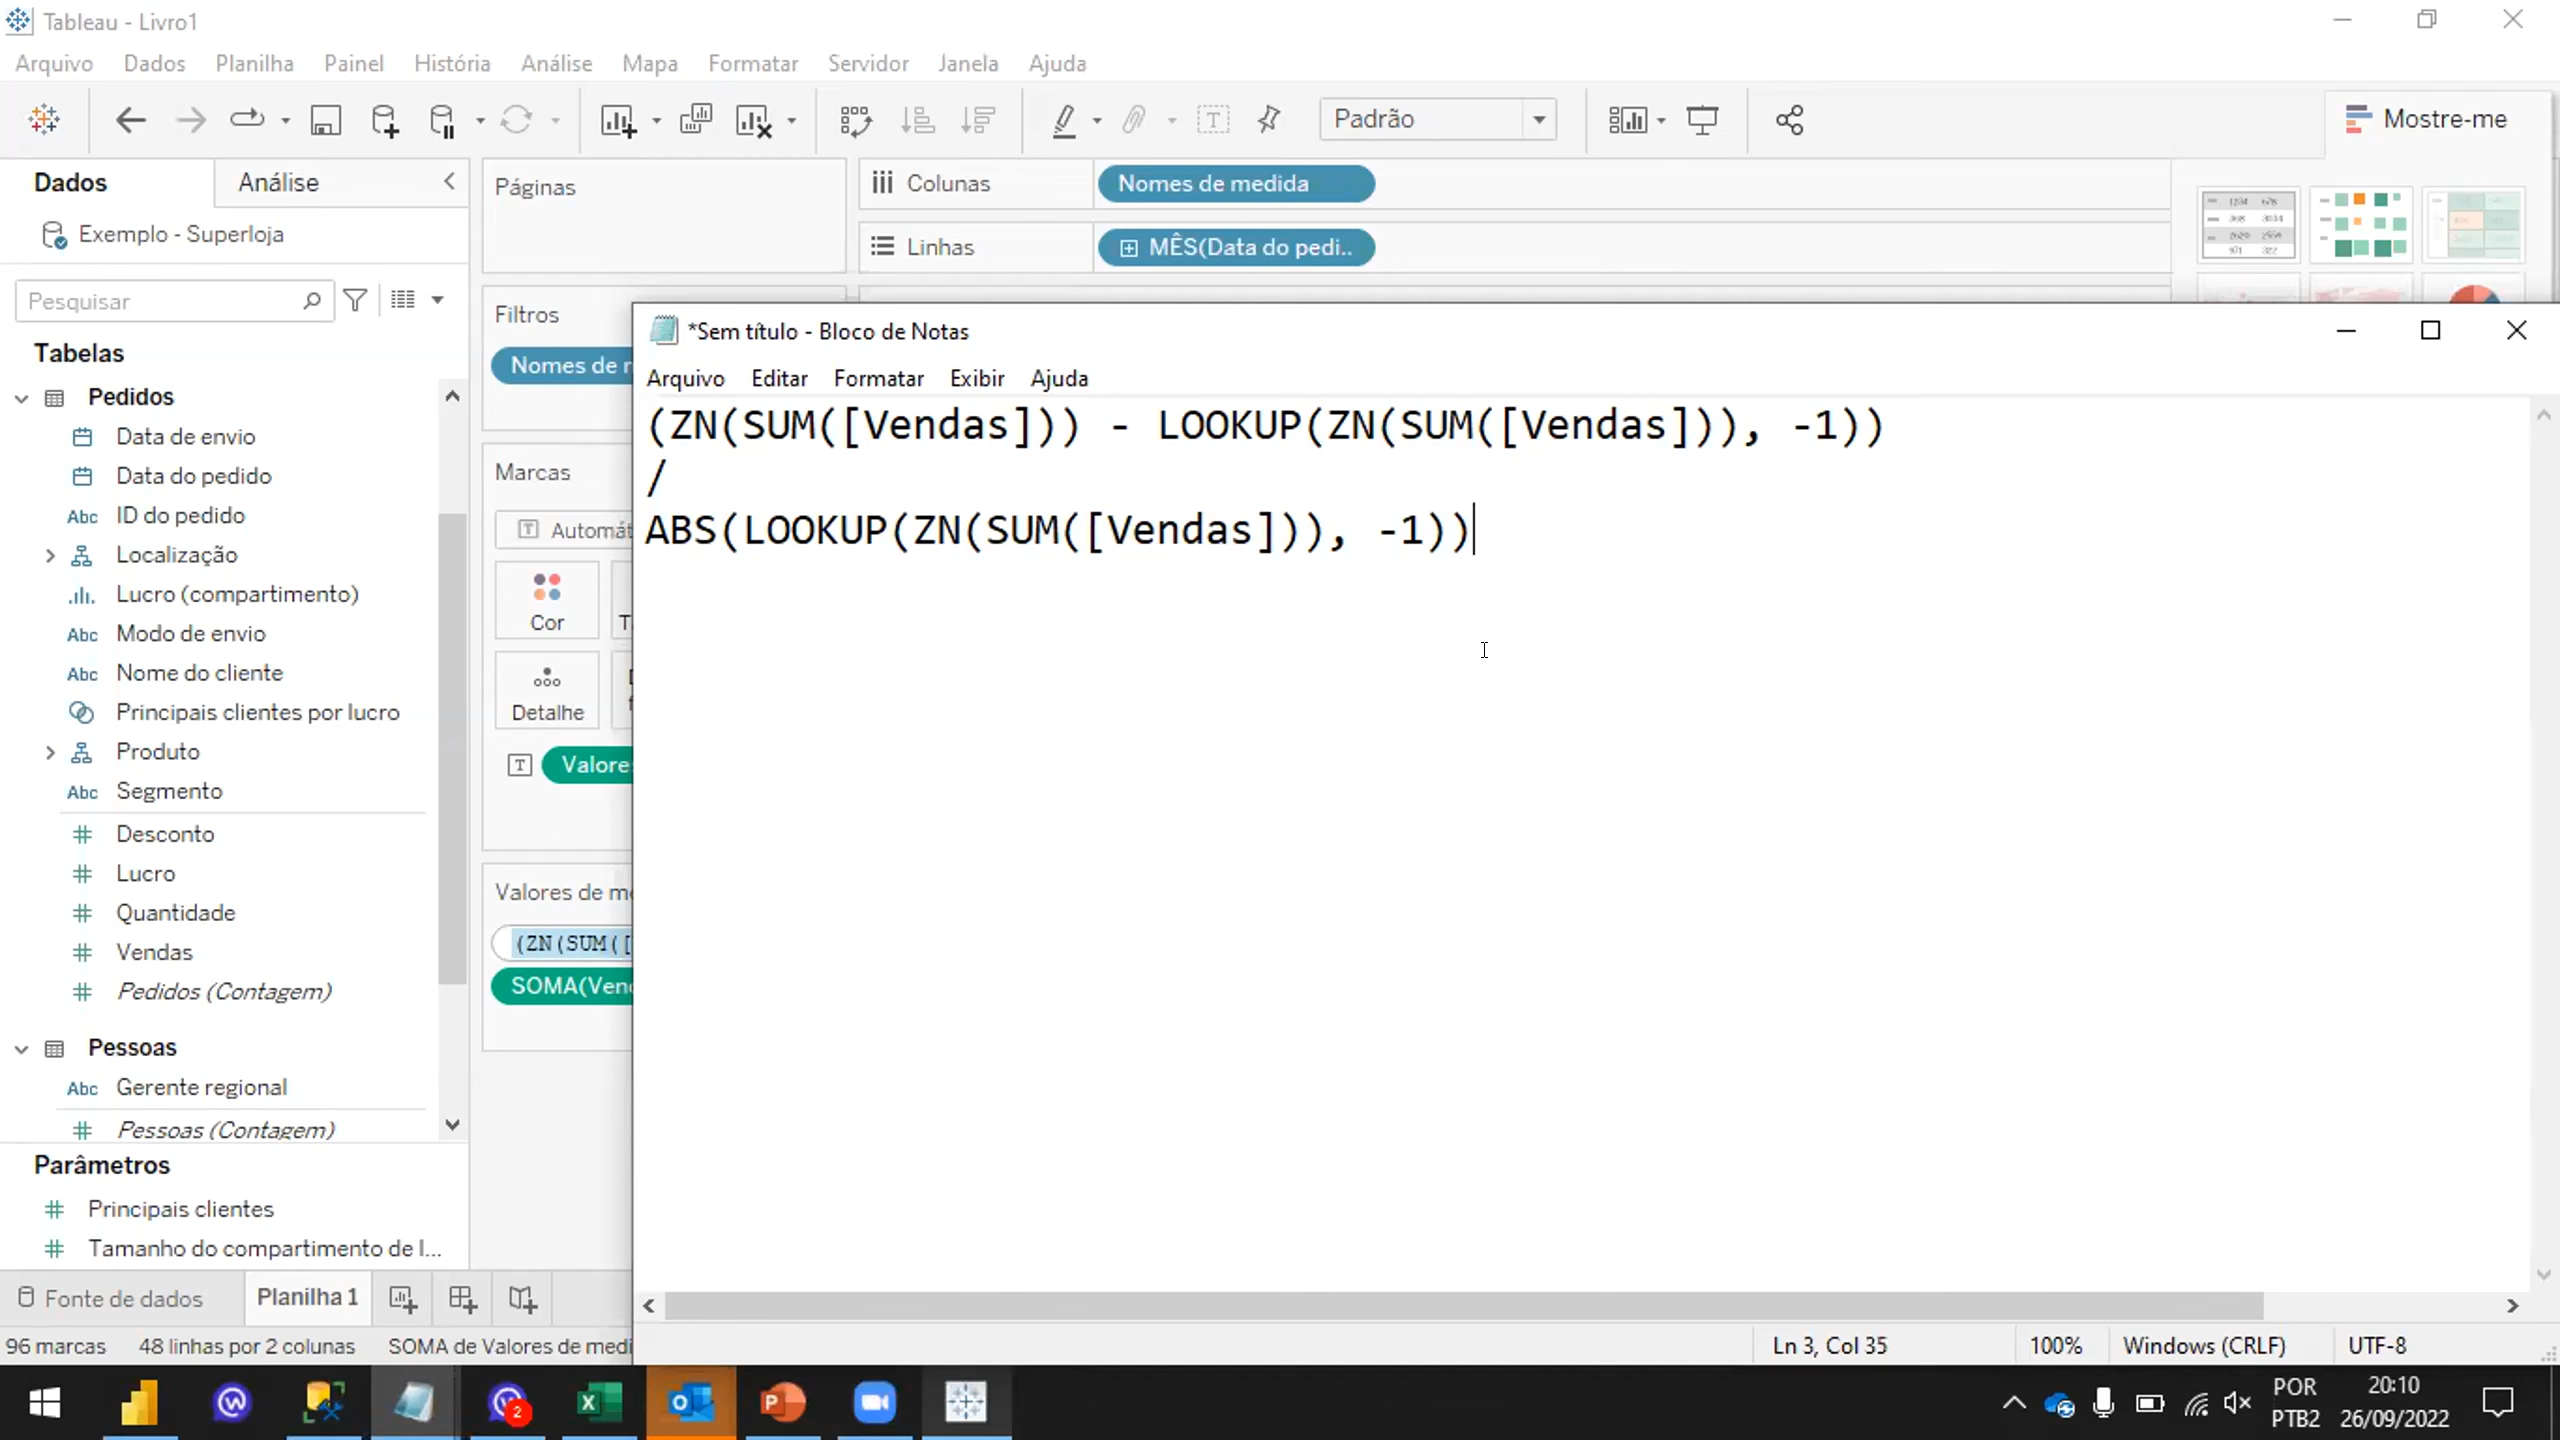 Tableau - Livro1
Arquivo Dados Planilha Painel História Análise Mapa Formatar Servidor Janela Ajuda
Padrão
Mostre-me
Dados Análise
Exemplo - Superloja
Pesquisar
Tabelas
Pedidos
Data de envio
Data do pedido
Abc ID do pedido
Localização
Lucro (compartimento)
Abc Modo de envio
Abc Nome do cliente
Principais clientes por lucro
Produto
Abc Segmento
# Desconto
# Lucro
# Quantidade
# Vendas
# Pedidos (Contagem)
Pessoas
Abc Gerente regional
# Pessoas (Contagem)
Parâmetros
# Principais clientes
# Tamanho do compartimento de l...
Páginas
Filtros
Nomes de
Marcas
Automát
Cor
Detalhe
Valore
Valores de me
(ZN(SUM([
SOMA(Ven
Colunas Nomes de medida
Linhas MÊS(Data do pedi..
*Sem título - Bloco de Notas
Arquivo Editar Formatar Exibir Ajuda
(ZN(SUM([Vendas])) - LOOKUP(ZN(SUM([Vendas])), -1))
/
ABS(LOOKUP(ZN(SUM([Vendas])), -1))
Ln 3, Col 35 100% Windows (CRLF) UTF-8
Fonte de dados Planilha 1
96 marcas 48 linhas por 2 colunas SOMA de Valores de medi
2
POR
PTB2
20:10
26/09/2022